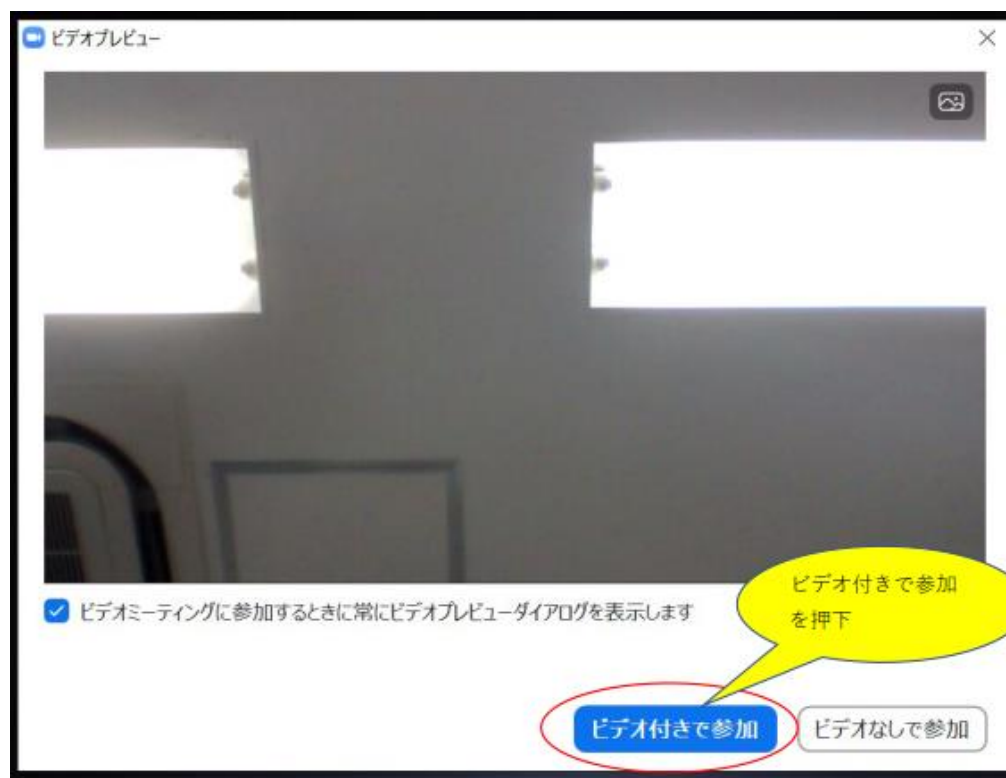 ビデオプレビュー
ビデオミーティングに参加するときに常にビデオプレビューダイアログを表示します
ビデオ付きで参加
を押下
ビデオ付きで参加
ビデオなしで参加